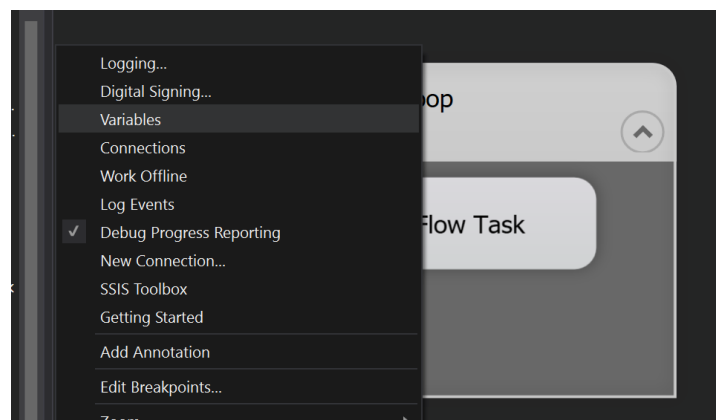 Logging...
Digital Signing...
Variables
Connections
Work Offline
Log Events
Debug Progress Reporting
New Connection...
SSIS Toolbox
Getting Started
Add Annotation
Edit Breakpoints...
Zoom
oop
Flow Task